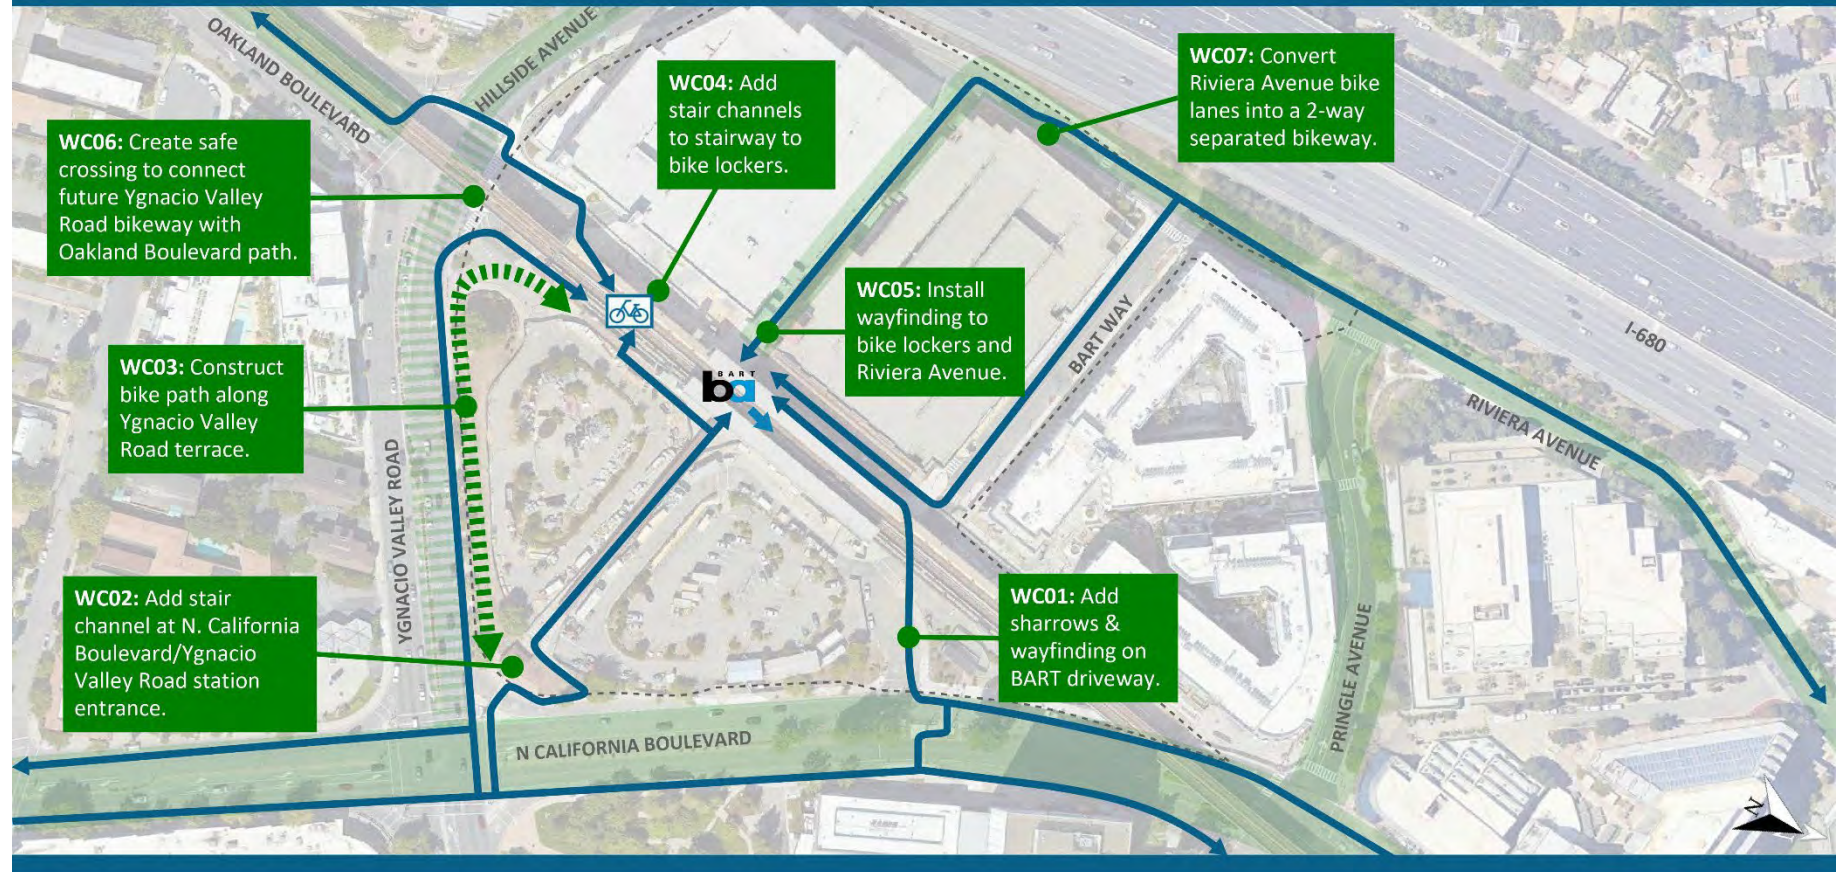 OAKLAND BOULEVARD
HILLSIDE AVENUE
WC04: Add
stair channels
to stairway to
bike lockers.
WC07: Convert
Riviera Avenue bike
lanes into a 2-way
separated bikeway.
WC06: Create safe
crossing to connect
future Ygnacio Valley
Road bikeway with
Oakland Boulevard path.
WC05: Install
wayfinding to
bike lockers and
Riviera Avenue.
BART WAY
I-680
WC03: Construct
bike path along
Ygnacio Valley
Road terrace.
BART
ba
RIVIERA AVENUE
YGNACIO VALLEY ROAD
WC02: Add stair
channel at N. California
Boulevard/Ygnacio
Valley Road station
entrance.
WC01: Add
sharrows &
wayfinding on
BART driveway.
PRINGLE AVENUE
N CALIFORNIA BOULEVARD
N